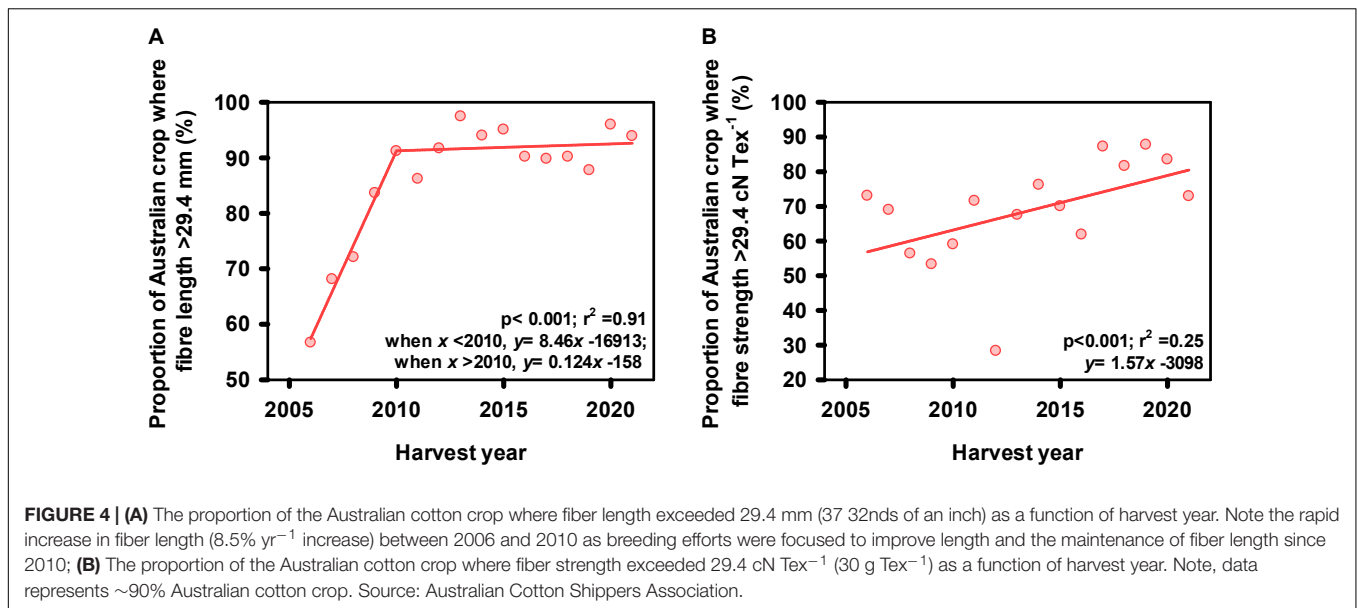 A
Proportion of Australian crop where
fibre length >29.4 mm (%)
100
90
80
70
60
50
2005
2010
2015
2020
Harvest year
p< 0.001; r² =0.91
when x <2010, y= 8.46x -16913;
when x >2010, y= 0.124x -158
B
Proportion of Australian crop where
fibre strength >29.4 cN Tex⁻¹ (%)
100
90
80
70
60
50
40
30
20
2005
2010
2015
2020
Harvest year
p<0.001; r² =0.25
y= 1.57x -3098
FIGURE 4 | (A) The proportion of the Australian cotton crop where fiber length exceeded 29.4 mm (37 32nds of an inch) as a function of harvest year. Note the rapid
increase in fiber length (8.5% yr⁻¹ increase) between 2006 and 2010 as breeding efforts were focused to improve length and the maintenance of fiber length since
2010; (B) The proportion of the Australian cotton crop where fiber strength exceeded 29.4 cN Tex⁻¹ (30 g Tex⁻¹) as a function of harvest year. Note, data
represents ∼90% Australian cotton crop. Source: Australian Cotton Shippers Association.